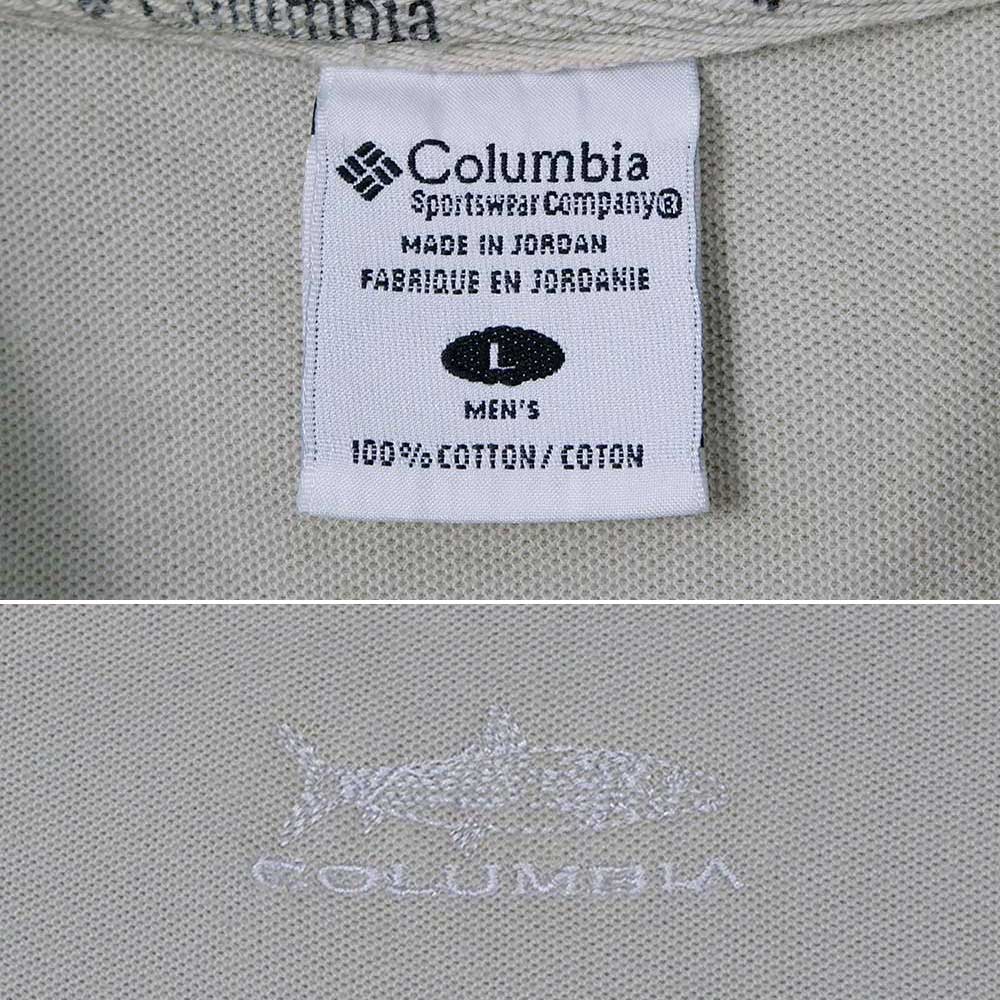 Columbia
Columbia
Sportswear Company®
MADE IN JORDAN
FABRIQUE EN JORDANIE
L
MEN'S
100% COTTON / COTON
COLUMBIA